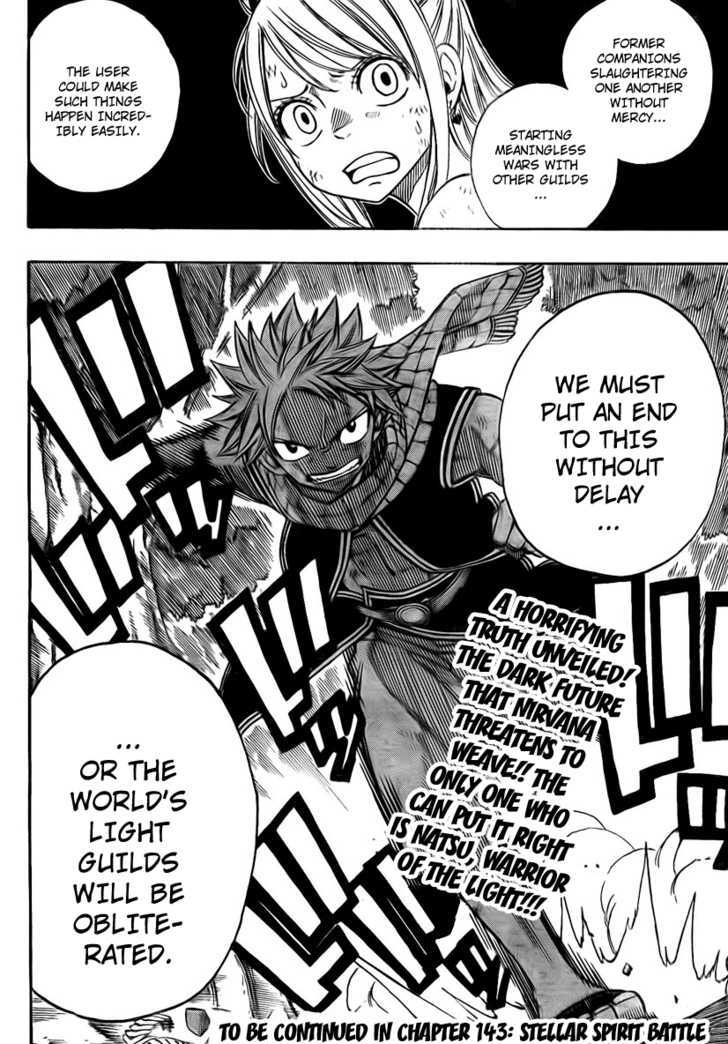 FORMER
COMPANIONS
SLAUGHTERING
ONE ANOTHER
WITHOUT
MERCY...
STARTING
MEANINGLESS
WARS WITH
OTHER GUILDS
...
THE USER
COULD MAKE
SUCH THINGS
HAPPEN INCRED-
IBLY EASILY.
WE MUST
PUT AN END
TO THIS
WITHOUT
DELAY
...
...
OR THE
WORLD'S
LIGHT
GUILDS
WILL BE
OBLITE-
RATED.
A HORRIFYING
TRUTH UNVEILED!
THE DARK FUTURE
THAT NIRVANA
THREATENS TO
WEAVE!! THE
ONLY ONE WHO
CAN PUT IT RIGHT
IS NATSU, WARRIOR
OF THE LIGHT!!!
TO BE CONTINUED IN CHAPTER 143: STELLAR SPIRIT BATTLE